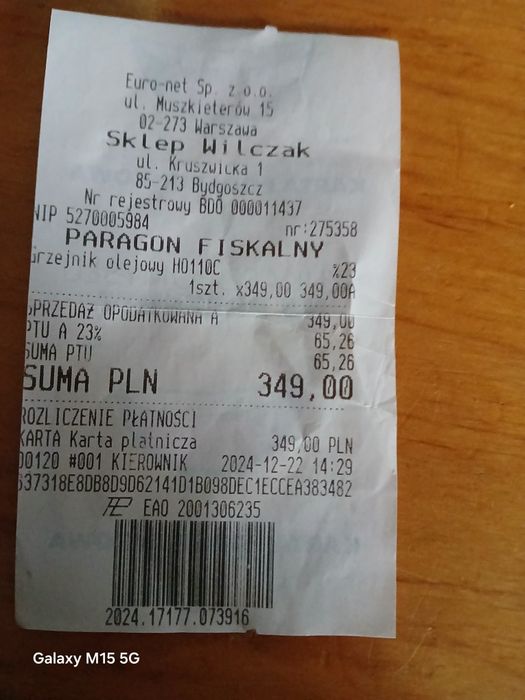 Euro-net Sp. z o.o.
ul. Muszkieterów 15
02-273 Warszawa
Sklep Wilczak
ul. Kruszwicka 1
85-213 Bydgoszcz
Nr rejestrowy BDO 000011437
NIP 5270005984 nr:275358
PARAGON FISKALNY
grzejnik olejowy HO110C %23
1szt. x349,00 349,00A
SPRZEDAŻ OPODATKOWANA A 349,00
PTU A 23% 65,26
SUMA PTU 65,26
SUMA PLN 349,00
ROZLICZENIE PŁATNOŚCI
KARTA Karta płatnicza 349,00 PLN
00120 #001 KIEROWNIK 2024-12-22 14:29
637318E8DB8D9D62141D1B098DEC1ECCEA383482
EAO 2001306235
2024.17177.073916
Galaxy M15 5G